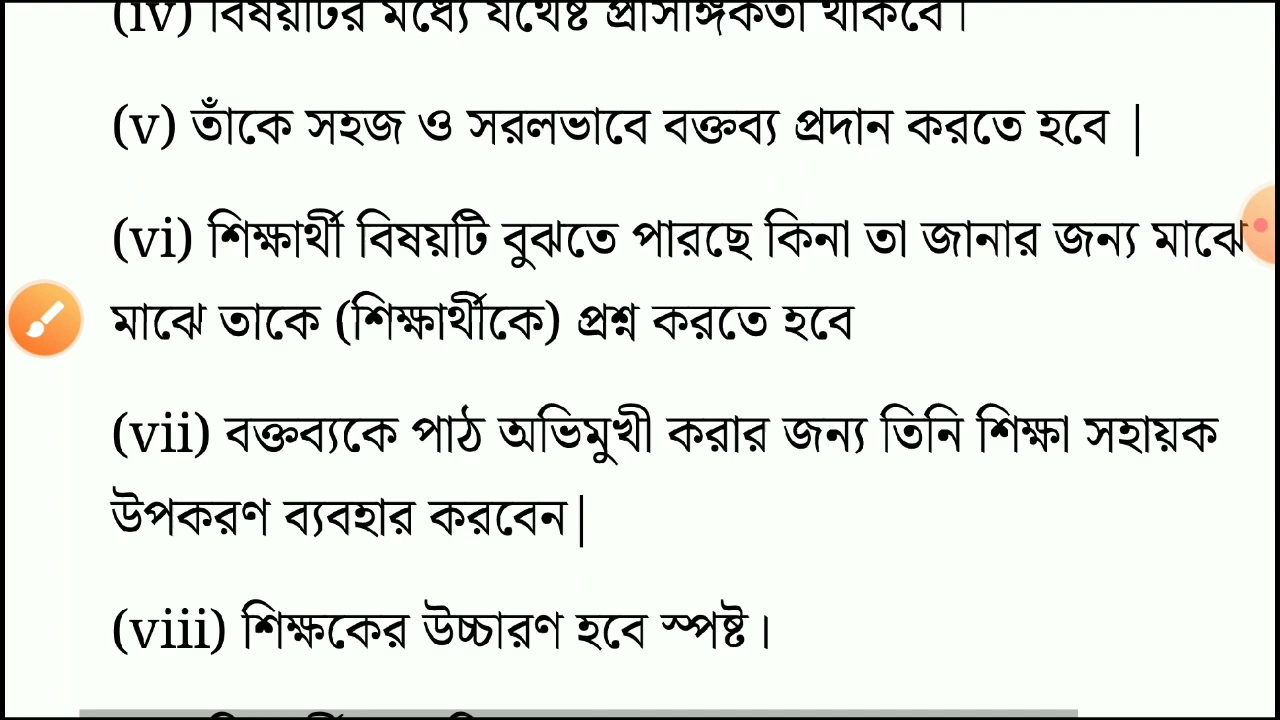 (iv) বিষয়টির মধ্যে যথেষ্ট প্রাসঙ্গিকতা থাকবে।
(v) তাঁকে সহজ ও সরলভাবে বক্তব্য প্রদান করতে হবে |
(vi) শিক্ষার্থী বিষয়টি বুঝতে পারছে কিনা তা জানার জন্য মাঝে
মাঝে তাকে (শিক্ষার্থীকে) প্রশ্ন করতে হবে
(vii) বক্তব্যকে পাঠ অভিমুখী করার জন্য তিনি শিক্ষা সহায়ক
উপকরণ ব্যবহার করবেন|
(viii) শিক্ষকের উচ্চারণ হবে স্পষ্ট।